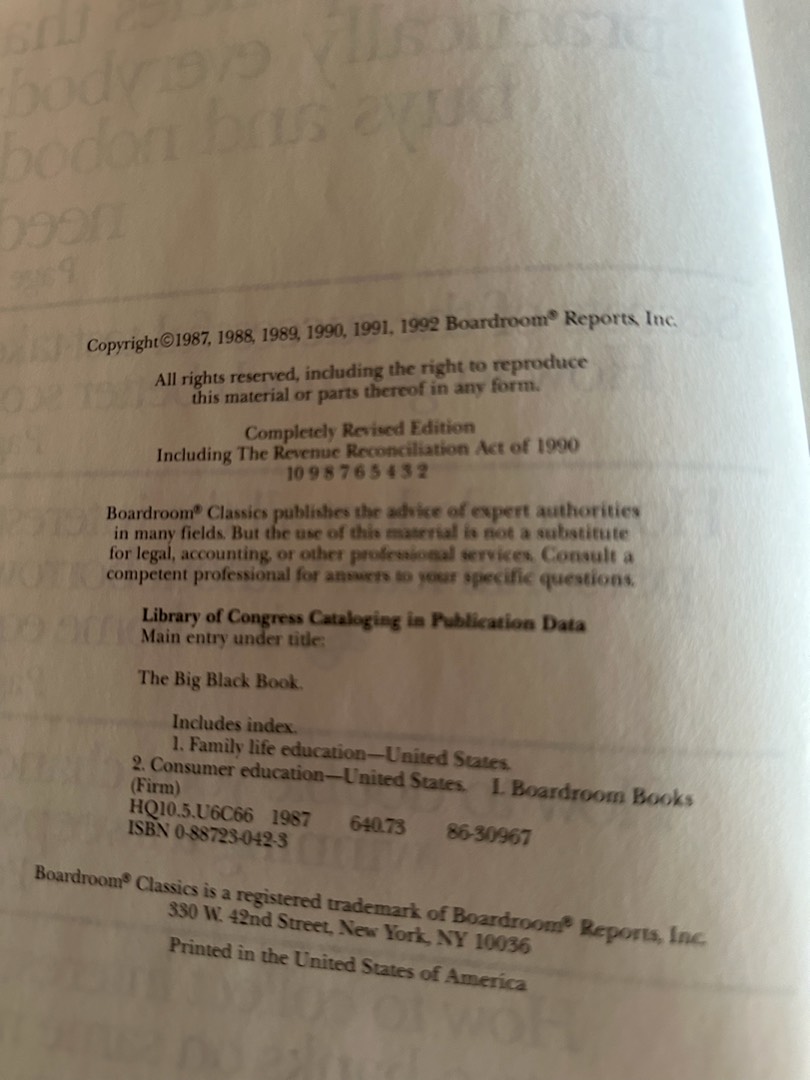 Copyright©1987, 1988, 1989, 1990, 1991, 1992 Boardroom® Reports, Inc.
All rights reserved, including the right to reproduce
this material or parts thereof in any form.
Completely Revised Edition
Including The Revenue Reconciliation Act of 1990
10 9 8 7 6 5 4 3 2
Boardroom® Classics publishes the advice of expert authorities
in many fields. But the use of this material is not a substitute
for legal, accounting, or other professional services. Consult a
competent professional for answers to your specific questions.
Library of Congress Cataloging in Publication Data
Main entry under title:
The Big Black Book.
Includes index.
1. Family life education—United States.
2. Consumer education—United States. I. Boardroom Books
(Firm)
HQ10.5.U6C66 1987 640.73 86-30967
ISBN 0-88723-042-3
Boardroom® Classics is a registered trademark of Boardroom® Reports, Inc.
330 W. 42nd Street, New York, NY 10036
Printed in the United States of America